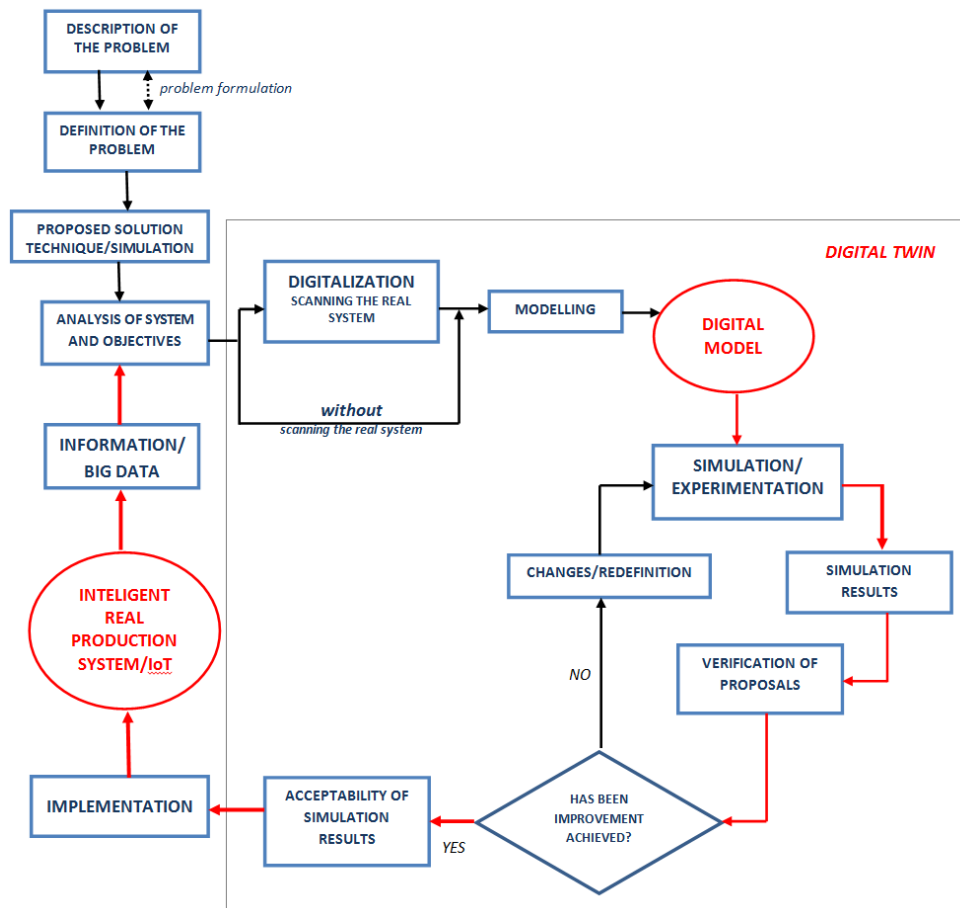 DESCRIPTION OF
THE PROBLEM
problem formulation
DEFINITION OF THE
PROBLEM
PROPOSED SOLUTION
TECHNIQUE/SIMULATION
ANALYSIS OF SYSTEM
AND OBJECTIVES
INFORMATION/
BIG DATA
INTELIGENT
REAL
PRODUCTION
SYSTEM/IoT
IMPLEMENTATION
DIGITAL TWIN
DIGITALIZATION
SCANNING THE REAL
SYSTEM
without
scanning the real system
MODELLING
DIGITAL
MODEL
SIMULATION/
EXPERIMENTATION
SIMULATION
RESULTS
VERIFICATION OF
PROPOSALS
CHANGES/REDEFINITION
NO
HAS BEEN
IMPROVEMENT
ACHIEVED?
YES
ACCEPTABILITY OF
SIMULATION
RESULTS